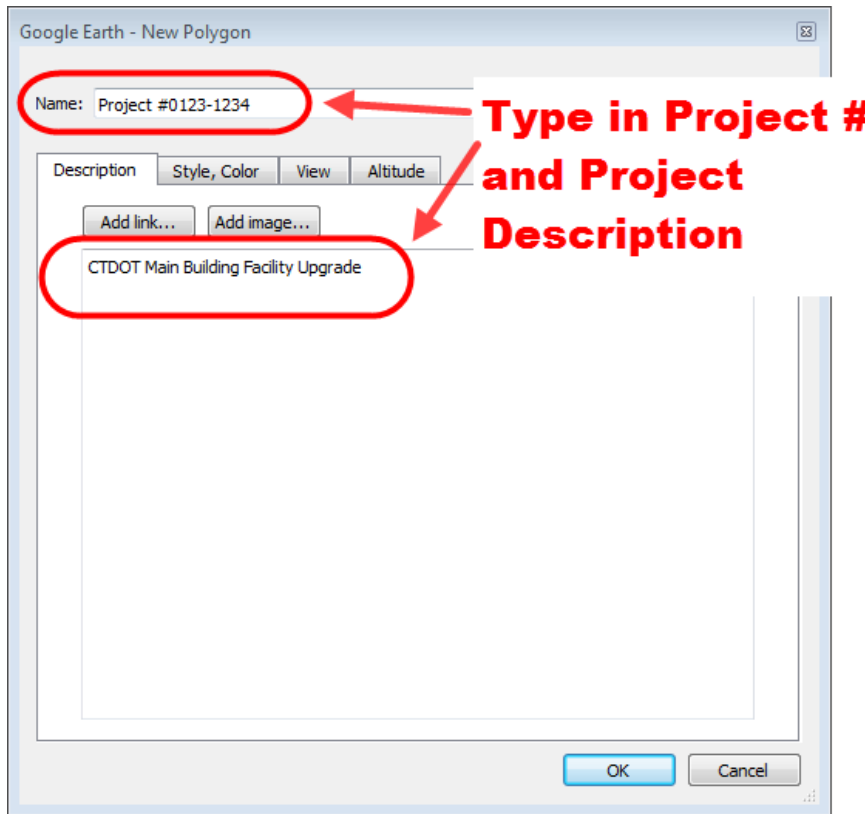 Google Earth - New Polygon
Name: Project #0123-1234
Type in Project #
and Project
Description
Description Style, Color View Altitude
Add link... Add image...
CTDOT Main Building Facility Upgrade
OK Cancel